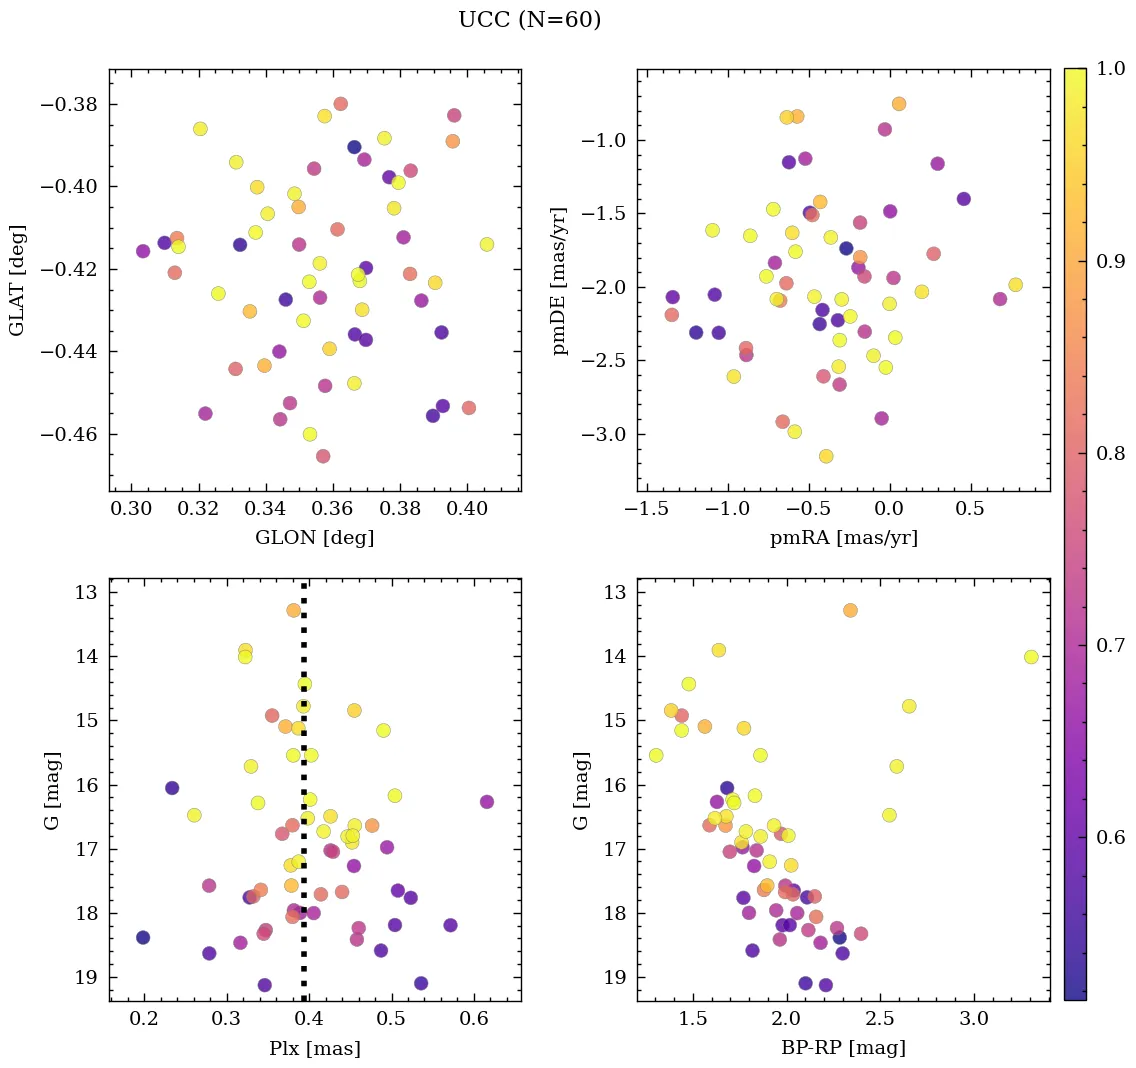 UCC (N=60)
−0.38
−0.40
−0.42
−0.44
−0.46
GLAT [deg]
0.30 0.32 0.34 0.36 0.38 0.40
GLON [deg]
−1.0
−1.5
−2.0
−2.5
−3.0
pmDE [mas/yr]
−1.5 −1.0 −0.5 0.0 0.5
pmRA [mas/yr]
13
14
15
16
17
18
19
G [mag]
0.2 0.3 0.4 0.5 0.6
Plx [mas]
13
14
15
16
17
18
19
G [mag]
1.5 2.0 2.5 3.0
BP-RP [mag]
1.0
0.9
0.8
0.7
0.6